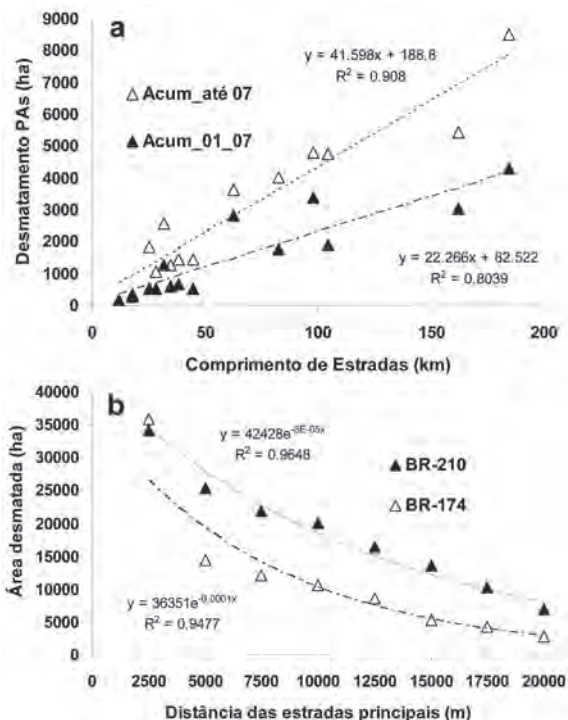 a
9000
8000
7000
6000
5000
4000
3000
2000
1000
0
Desmatamento PAs (ha)
y = 41.598x + 188.6
R² = 0.908
Acum_até 07
Acum_01_07
y = 22.266x + 62.522
R² = 0.8039
0 50 100 150 200
Comprimento de Estradas (km)
b
40000
35000
30000
25000
20000
15000
10000
5000
0
Área desmatada (ha)
y = 42428e^-8E-05x
R² = 0.9648
BR-210
BR-174
y = 36351e^-0,0001x
R² = 0.9477
0 2500 5000 7500 10000 12500 15000 17500 20000
Distância das estradas principais (m)